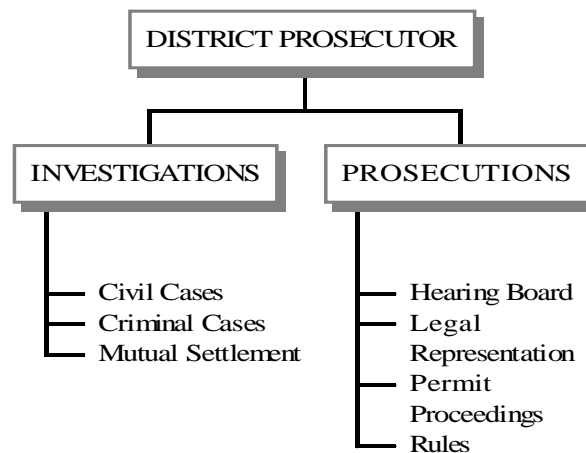 DISTRICT PROSECUTOR
INVESTIGATIONS
Civil Cases
Criminal Cases
Mutual Settlement
PROSECUTIONS
Hearing Board
Legal
Representation
Permit
Proceedings
Rules